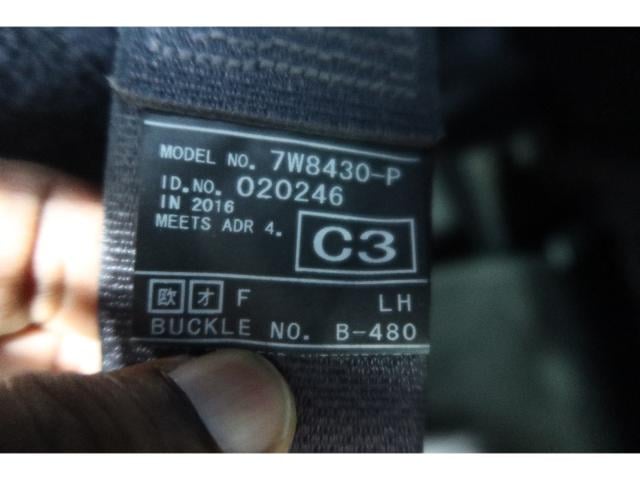 MODEL NO. 7W8430-P
ID.NO. 020246
IN 2016
MEETS ADR 4.
C3
欧 オ F LH
BUCKLE NO. B-480